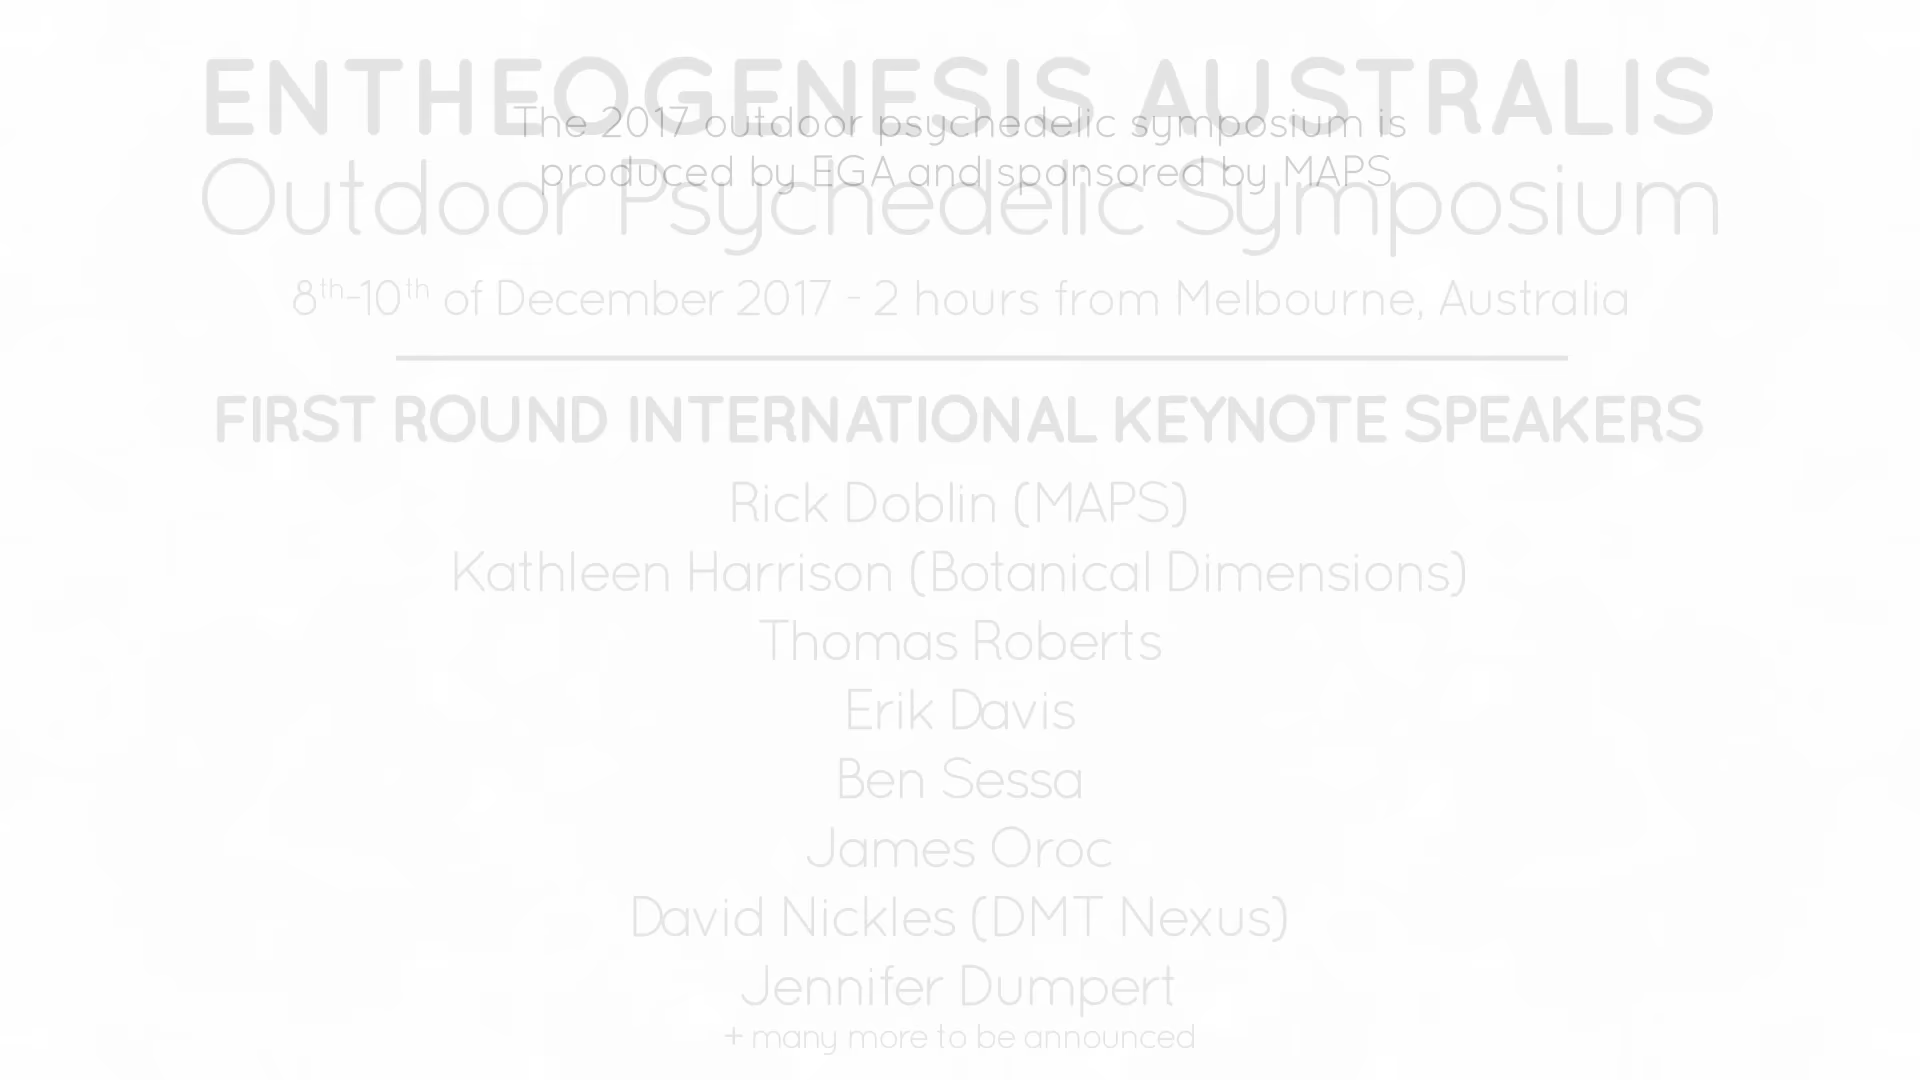 ENTHEOGENESIS AUSTRALIS
The 2017 outdoor psychedelic symposium is
produced by EGA and sponsored by MAPS
Outdoor Psychedelic Symposium
8th-10th of December 2017 - 2 hours from Melbourne, Australia
FIRST ROUND INTERNATIONAL KEYNOTE SPEAKERS
Rick Doblin (MAPS)
Kathleen Harrison (Botanical Dimensions)
Thomas Roberts
Erik Davis
Ben Sessa
James Oroc
David Nickles (DMT Nexus)
Jennifer Dumpert
+ many more to be announced